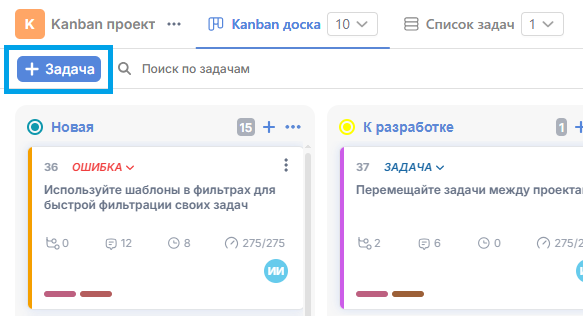 K Kanban проект ••• Kanban доска 10 Список задач 1
+ Задача Поиск по задачам
Новая 15 + •••
36 ОШИБКА
Используйте шаблоны в фильтрах для
быстрой фильтрации своих задач
0 12 8 275/275
ИИ
К разработке 1 +
37 ЗАДАЧА
Перемещайте задачи между проекта
2 6 0 275/275